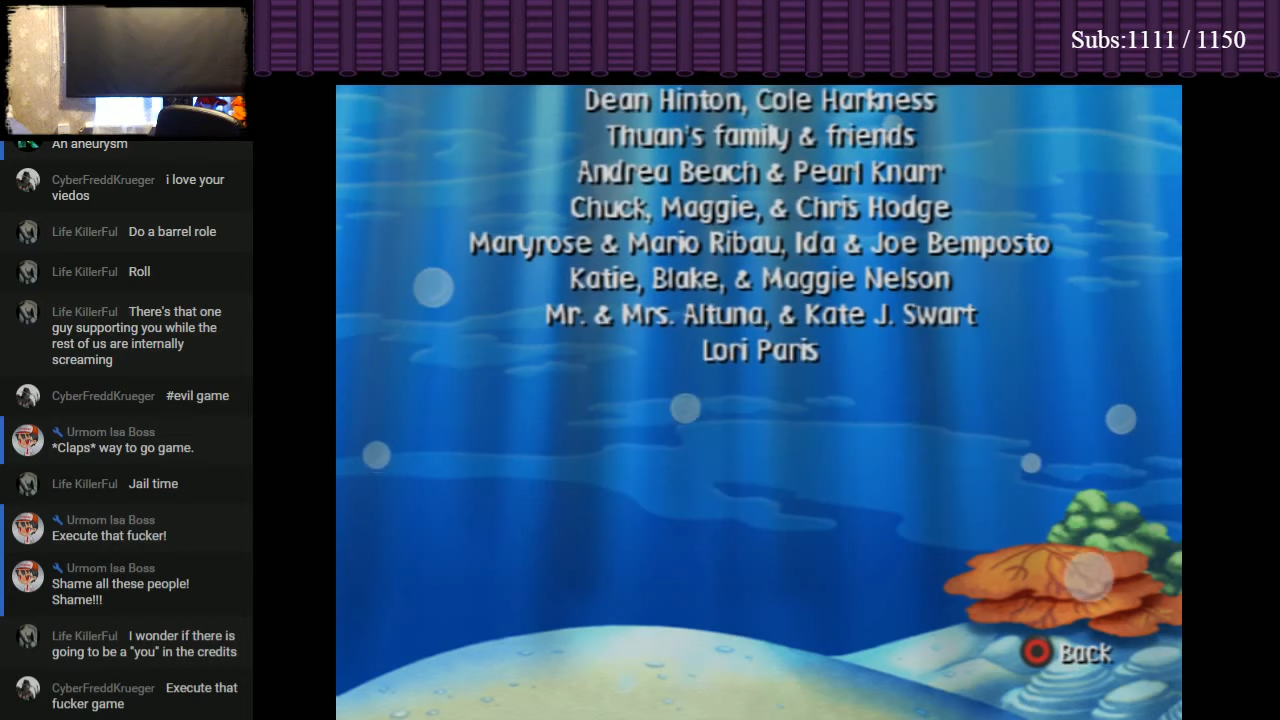 Subs:1111 / 1150
An aneurysm
CyberFreddKrueger i love your
viedos
Life KillerFul Do a barrel role
Life KillerFul Roll
Life KillerFul There's that one
guy supporting you while the
rest of us are internally
screaming
CyberFreddKrueger #evil game
Urmom Isa Boss
*Claps* way to go game.
Life KillerFul Jail time
Urmom Isa Boss
Execute that fucker!
Urmom Isa Boss
Shame all these people!
Shame!!!
Life KillerFul I wonder if there is
going to be a "you" in the credits
CyberFreddKrueger Execute that
fucker game
Dean Hinton, Cole Harkness
Thuan's family & friends
Andrea Beach & Pearl Knarr
Chuck, Maggie, & Chris Hodge
Maryrose & Mario Ribau, Ida & Joe Bemposto
Katie, Blake, & Maggie Nelson
Mr. & Mrs. Altuna, & Kate J. Swart
Lori Paris
Back